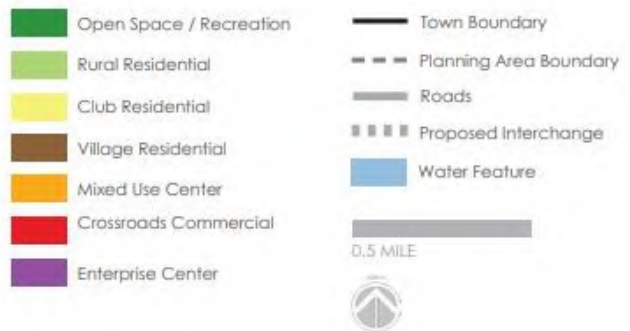 Open Space / Recreation
Rural Residential
Club Residential
Village Residential
Mixed Use Center
Crossroads Commercial
Enterprise Center
Town Boundary
Planning Area Boundary
Roads
Proposed Interchange
Water Feature
0.5 MILE